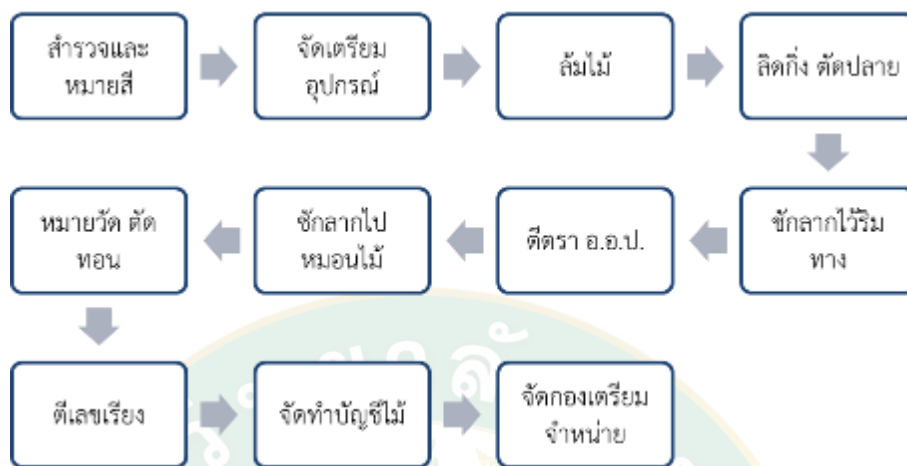 สำรวจและ
หมายสี
จัดเตรียม
อุปกรณ์
ล้มไม้
ลิดกิ่ง ตัดปลาย
ชักลากไว้ริม
ทาง
ตีตรา อ.อ.ป.
ชักลากไป
หมอนไม้
หมายวัด ตัด
ทอน
ตีเลขเรียง
จัดทำบัญชีไม้
จัดกองเตรียม
จำหน่าย